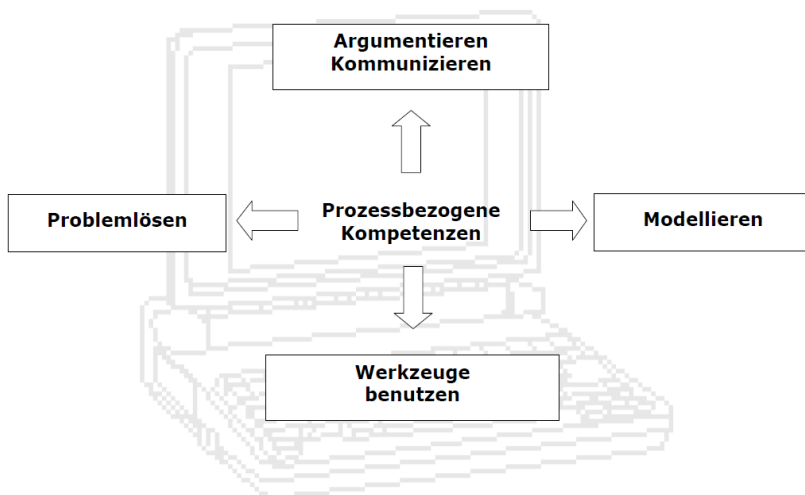 Argumentieren
Kommunizieren
Problemlösen
Prozessbezogene
Kompetenzen
Modellieren
Werkzeuge
benutzen